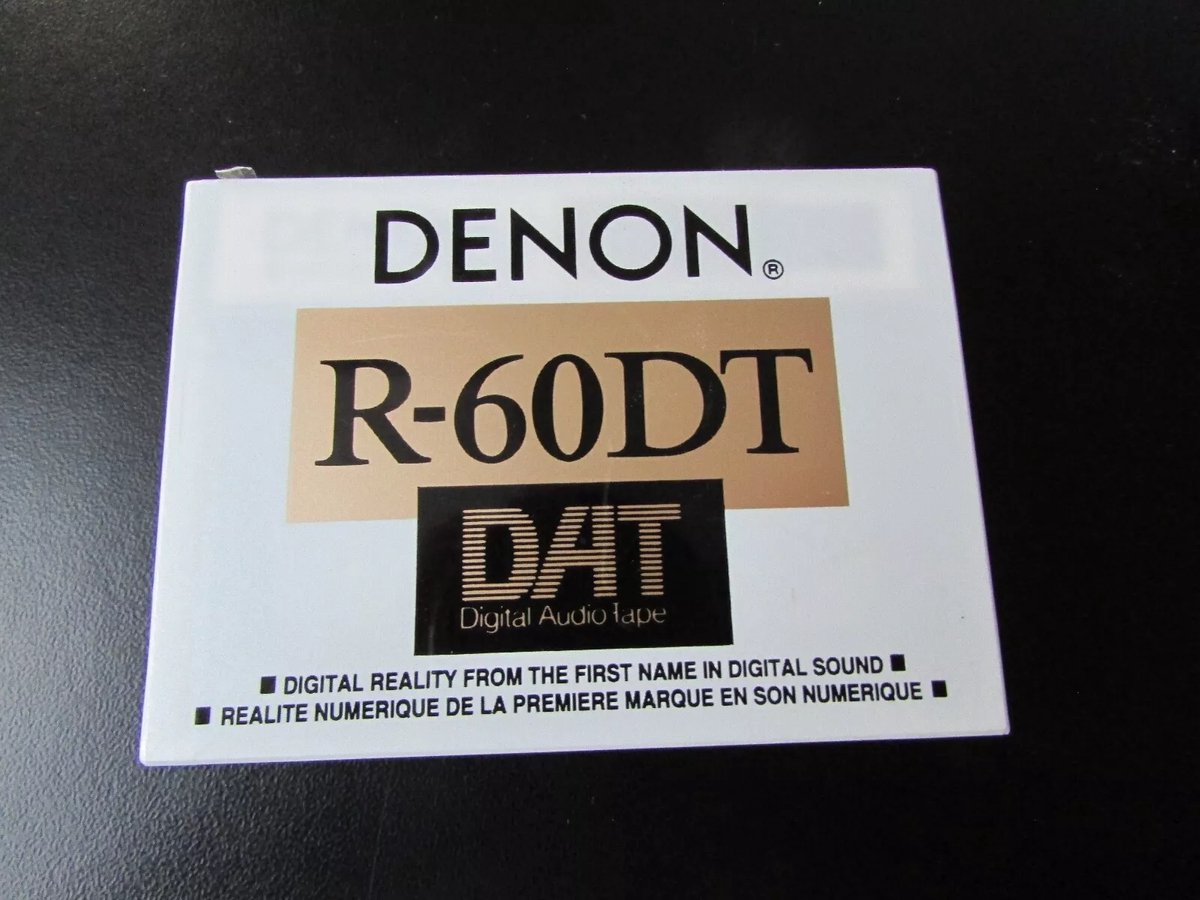 DENON®
R-60DT
DAT
Digital Audio Tape
■ DIGITAL REALITY FROM THE FIRST NAME IN DIGITAL SOUND ■
■ REALITE NUMERIQUE DE LA PREMIERE MARQUE EN SON NUMERIQUE ■